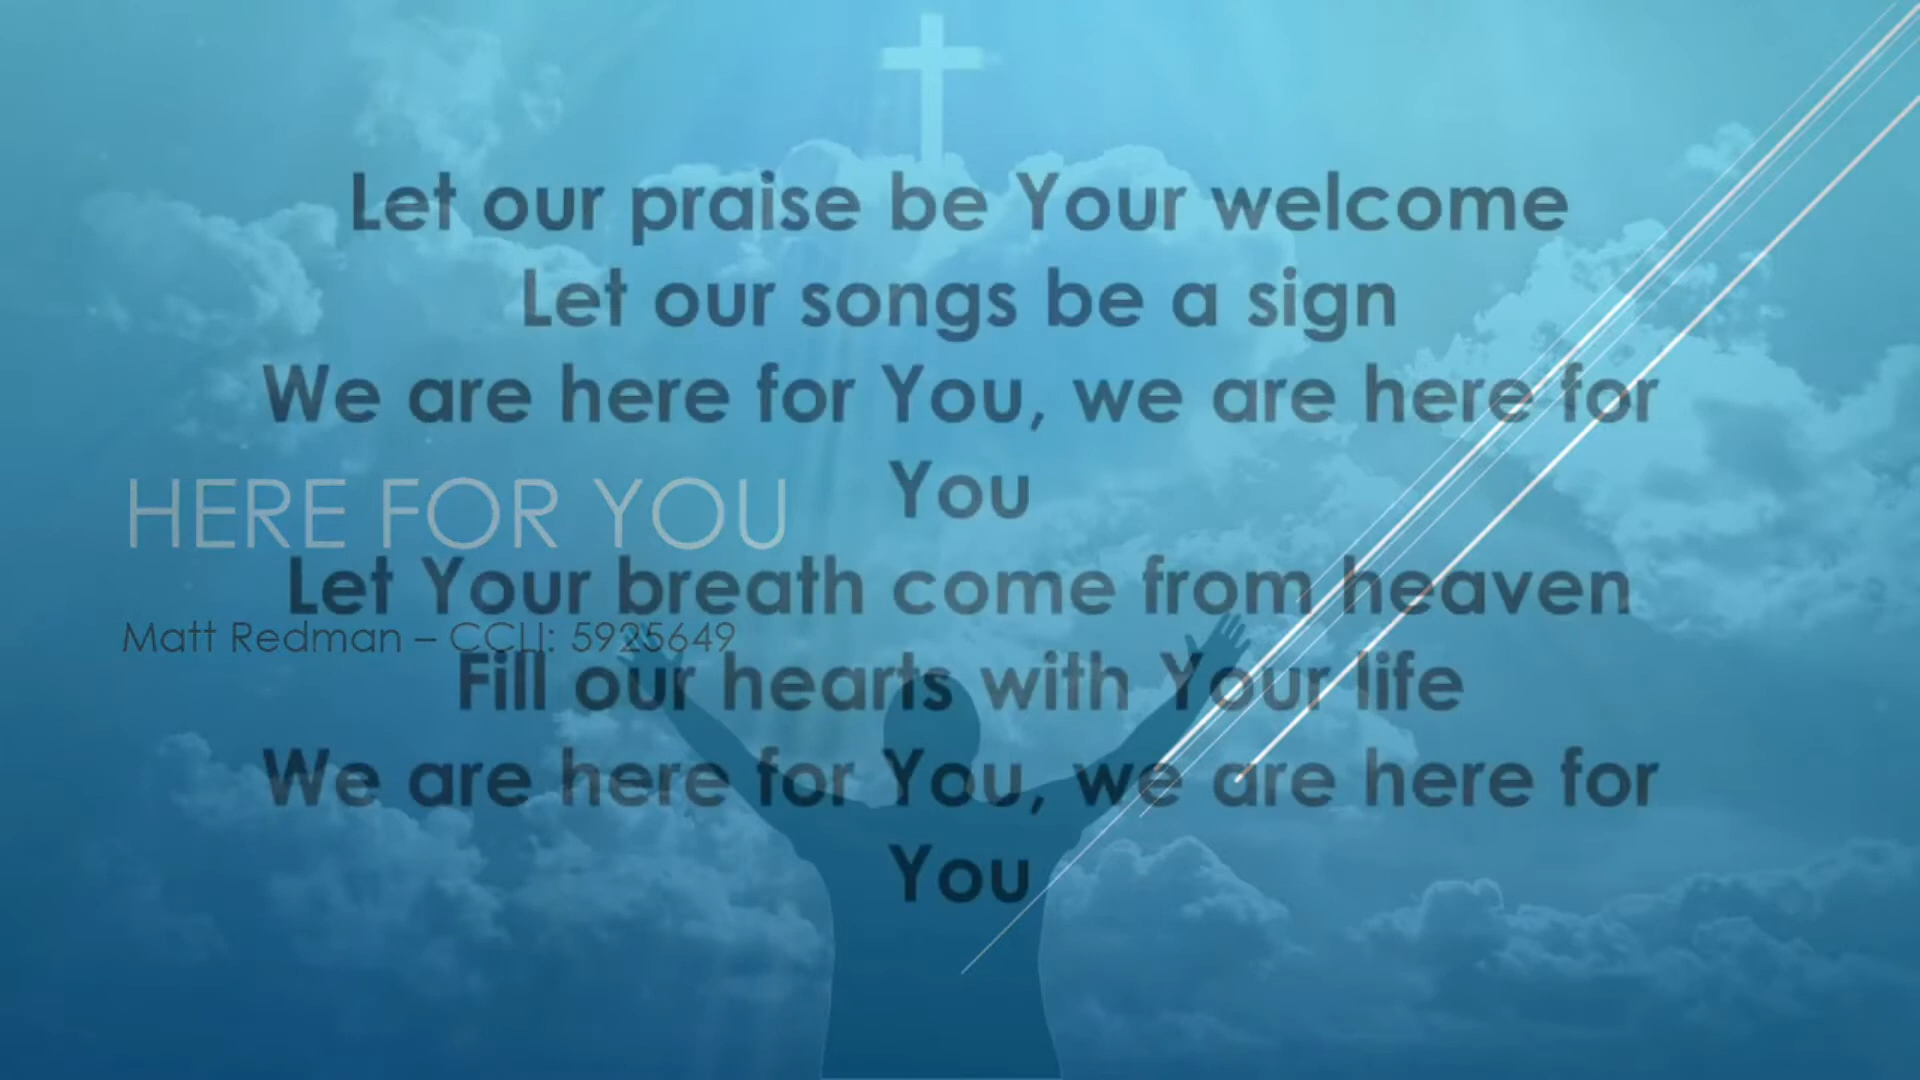 Let our praise be Your welcome
Let our songs be a sign
We are here for You, we are here for
You
HERE FOR YOU
Let Your breath come from heaven
Matt Redman – CCLI: 5925649
Fill our hearts with Your life
We are here for You, we are here for
You